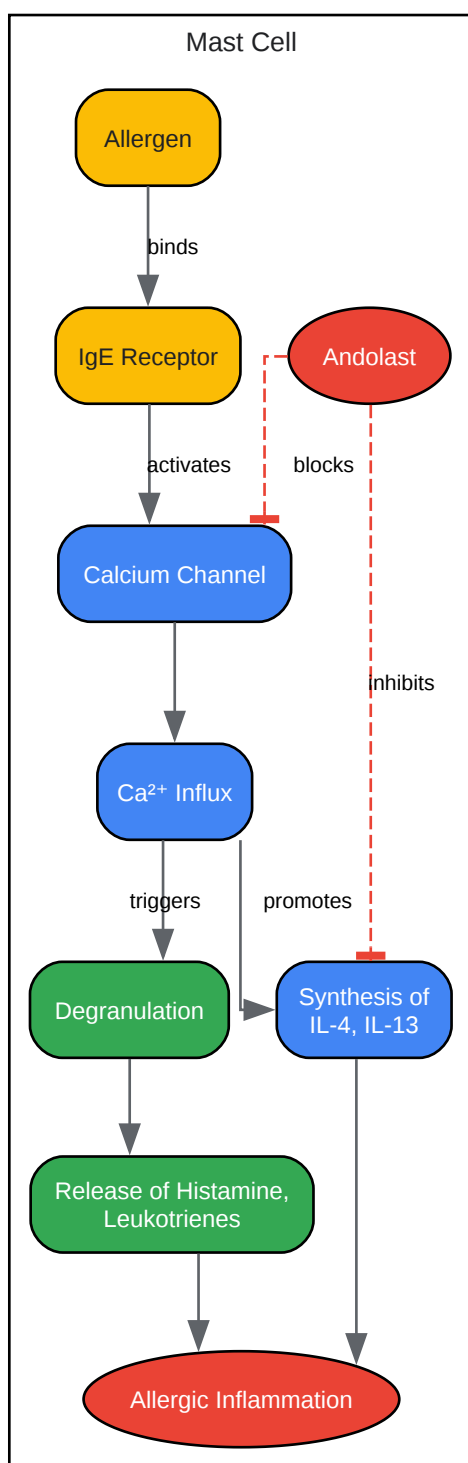 Mast Cell
Allergen
binds
IgE Receptor
Andolast
activates
blocks
Calcium Channel
inhibits
Ca²⁺ Influx
triggers
promotes
Degranulation
Synthesis of
IL-4, IL-13
Release of Histamine,
Leukotrienes
Allergic Inflammation